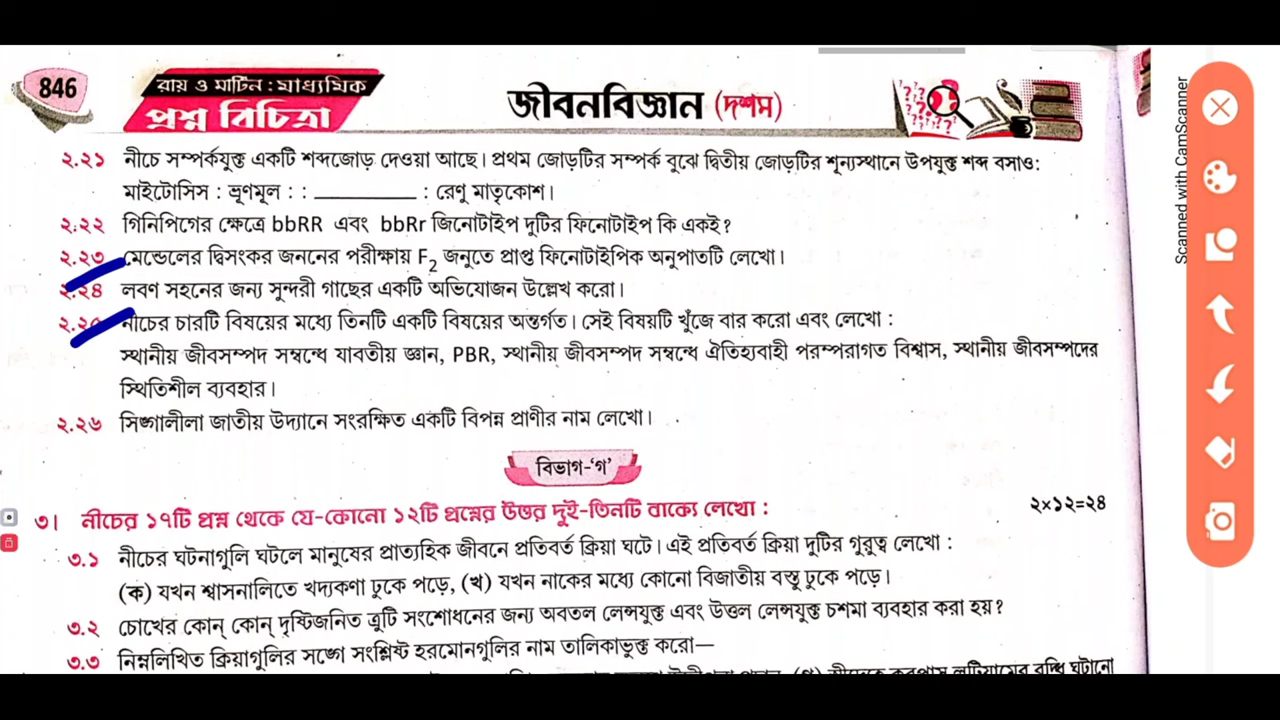 846
রায় ও মার্টিন : মাধ্যমিক
প্রশ্ন বিচিত্রা
জীবনবিজ্ঞান (দশম)
২.২১ নীচে সম্পর্কযুক্ত একটি শব্দজোড় দেওয়া আছে। প্রথম জোড়টির সম্পর্ক বুঝে দ্বিতীয় জোড়টির শূন্যস্থানে উপযুক্ত শব্দ বসাও:
মাইটোসিস : ভ্রূণমূল : : __________ : রেণু মাতৃকোশ।
২.২২ গিনিপিগের ক্ষেত্রে bbRR এবং bbRr জিনোটাইপ দুটির ফিনোটাইপ কি একই?
২.২৩ মেন্ডেলের দ্বিসংকর জননের পরীক্ষায় F2 জনুতে প্রাপ্ত ফিনোটাইপিক অনুপাতটি লেখো।
২.২৪ লবণ সহনের জন্য সুন্দরী গাছের একটি অভিযোজন উল্লেখ করো।
২.২৫ নীচের চারটি বিষয়ের মধ্যে তিনটি একটি বিষয়ের অন্তর্গত। সেই বিষয়টি খুঁজে বার করো এবং লেখো :
স্থানীয় জীবসম্পদ সম্বন্ধে যাবতীয় জ্ঞান, PBR, স্থানীয় জীবসম্পদ সম্বন্ধে ঐতিহ্যবাহী পরম্পরাগত বিশ্বাস, স্থানীয় জীবসম্পদের
স্থিতিশীল ব্যবহার।
২.২৬ সিঙ্গালীলা জাতীয় উদ্যানে সংরক্ষিত একটি বিপন্ন প্রাণীর নাম লেখো।
বিভাগ-‘গ’
৩। নীচের ১৭টি প্রশ্ন থেকে যে-কোনো ১২টি প্রশ্নের উত্তর দুই-তিনটি বাক্যে লেখো : ২×১২=২৪
৩.১ নীচের ঘটনাগুলি ঘটলে মানুষের প্রাত্যহিক জীবনে প্রতিবর্ত ক্রিয়া ঘটে। এই প্রতিবর্ত ক্রিয়া দুটির গুরুত্ব লেখো :
(ক) যখন শ্বাসনালিতে খদ্যকণা ঢুকে পড়ে, (খ) যখন নাকের মধ্যে কোনো বিজাতীয় বস্তু ঢুকে পড়ে।
৩.২ চোখের কোন্ কোন্ দৃষ্টিজনিত ত্রুটি সংশোধনের জন্য অবতল লেন্সযুক্ত এবং উত্তল লেন্সযুক্ত চশমা ব্যবহার করা হয়?
৩.৩ নিম্নলিখিত ক্রিয়াগুলির সঙ্গে সংশ্লিষ্ট হরমোনগুলির নাম তালিকাভুক্ত করো—
Scanned with CamScanner